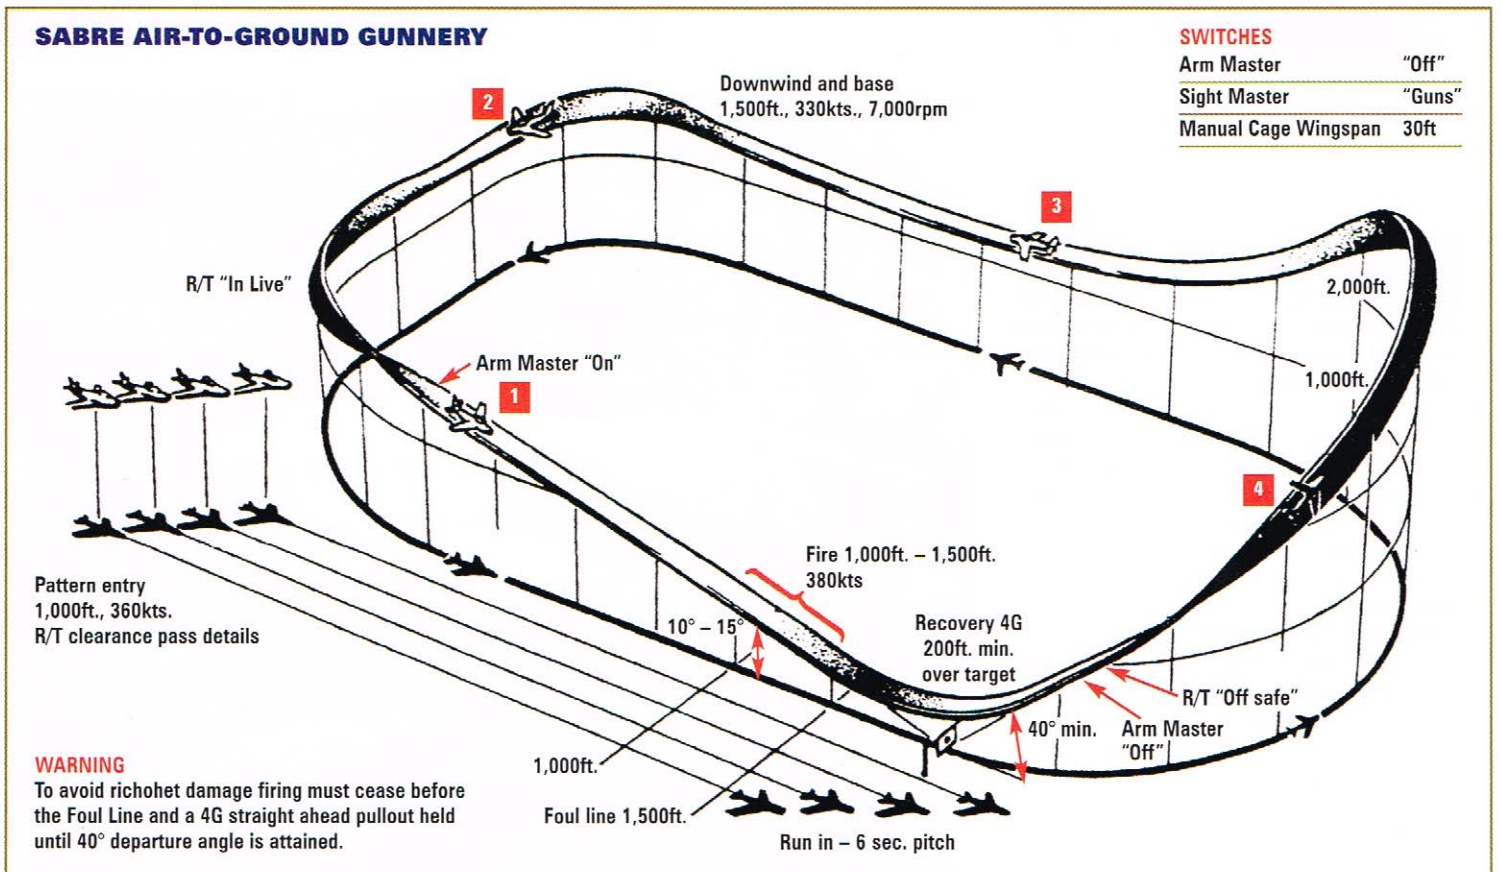 SABRE AIR-TO-GROUND GUNNERY
SWITCHES
Arm Master "Off"
Sight Master "Guns"
Manual Cage Wingspan 30ft
2
Downwind and base
1,500ft., 330kts., 7,000rpm
3
R/T "In Live"
2,000ft.
1,000ft.
Arm Master "On"
1
4
Fire 1,000ft. – 1,500ft.
380kts
Pattern entry
1,000ft., 360kts.
R/T clearance pass details
10° – 15°
Recovery 4G
200ft. min.
over target
R/T "Off safe"
40° min.
Arm Master
"Off"
1,000ft.
Foul line 1,500ft.
Run in – 6 sec. pitch
WARNING
To avoid richohet damage firing must cease before
the Foul Line and a 4G straight ahead pullout held
until 40° departure angle is attained.